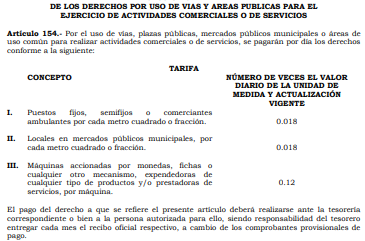 DE LOS DERECHOS POR USO DE VIAS Y AREAS PUBLICAS PARA EL
EJERCICIO DE ACTIVIDADES COMERCIALES O DE SERVICIOS
Artículo 154.- Por el uso de vías, plazas públicas, mercados públicos municipales o áreas de
uso común para realizar actividades comerciales o de servicios, se pagarán por día los derechos
conforme a la siguiente:
TARIFA
CONCEPTO
NÚMERO DE VECES EL VALOR
DIARIO DE LA UNIDAD DE
MEDIDA Y ACTUALIZACIÓN
VIGENTE
I. Puestos fijos, semifijos o comerciantes
ambulantes por cada metro cuadrado o fracción. 0.018
II. Locales en mercados públicos municipales, por
cada metro cuadrado o fracción. 0.018
III. Máquinas accionadas por monedas, fichas o
cualquier otro mecanismo, expendedoras de
cualquier tipo de productos y/o prestadoras de 0.12
servicios, por máquina.
El pago del derecho a que se refiere el presente artículo deberá realizarse ante la tesorería
correspondiente o bien a la persona autorizada para ello, siendo responsabilidad del tesorero
entregar cada mes el recibo oficial respectivo, a cambio de los comprobantes provisionales de
pago.